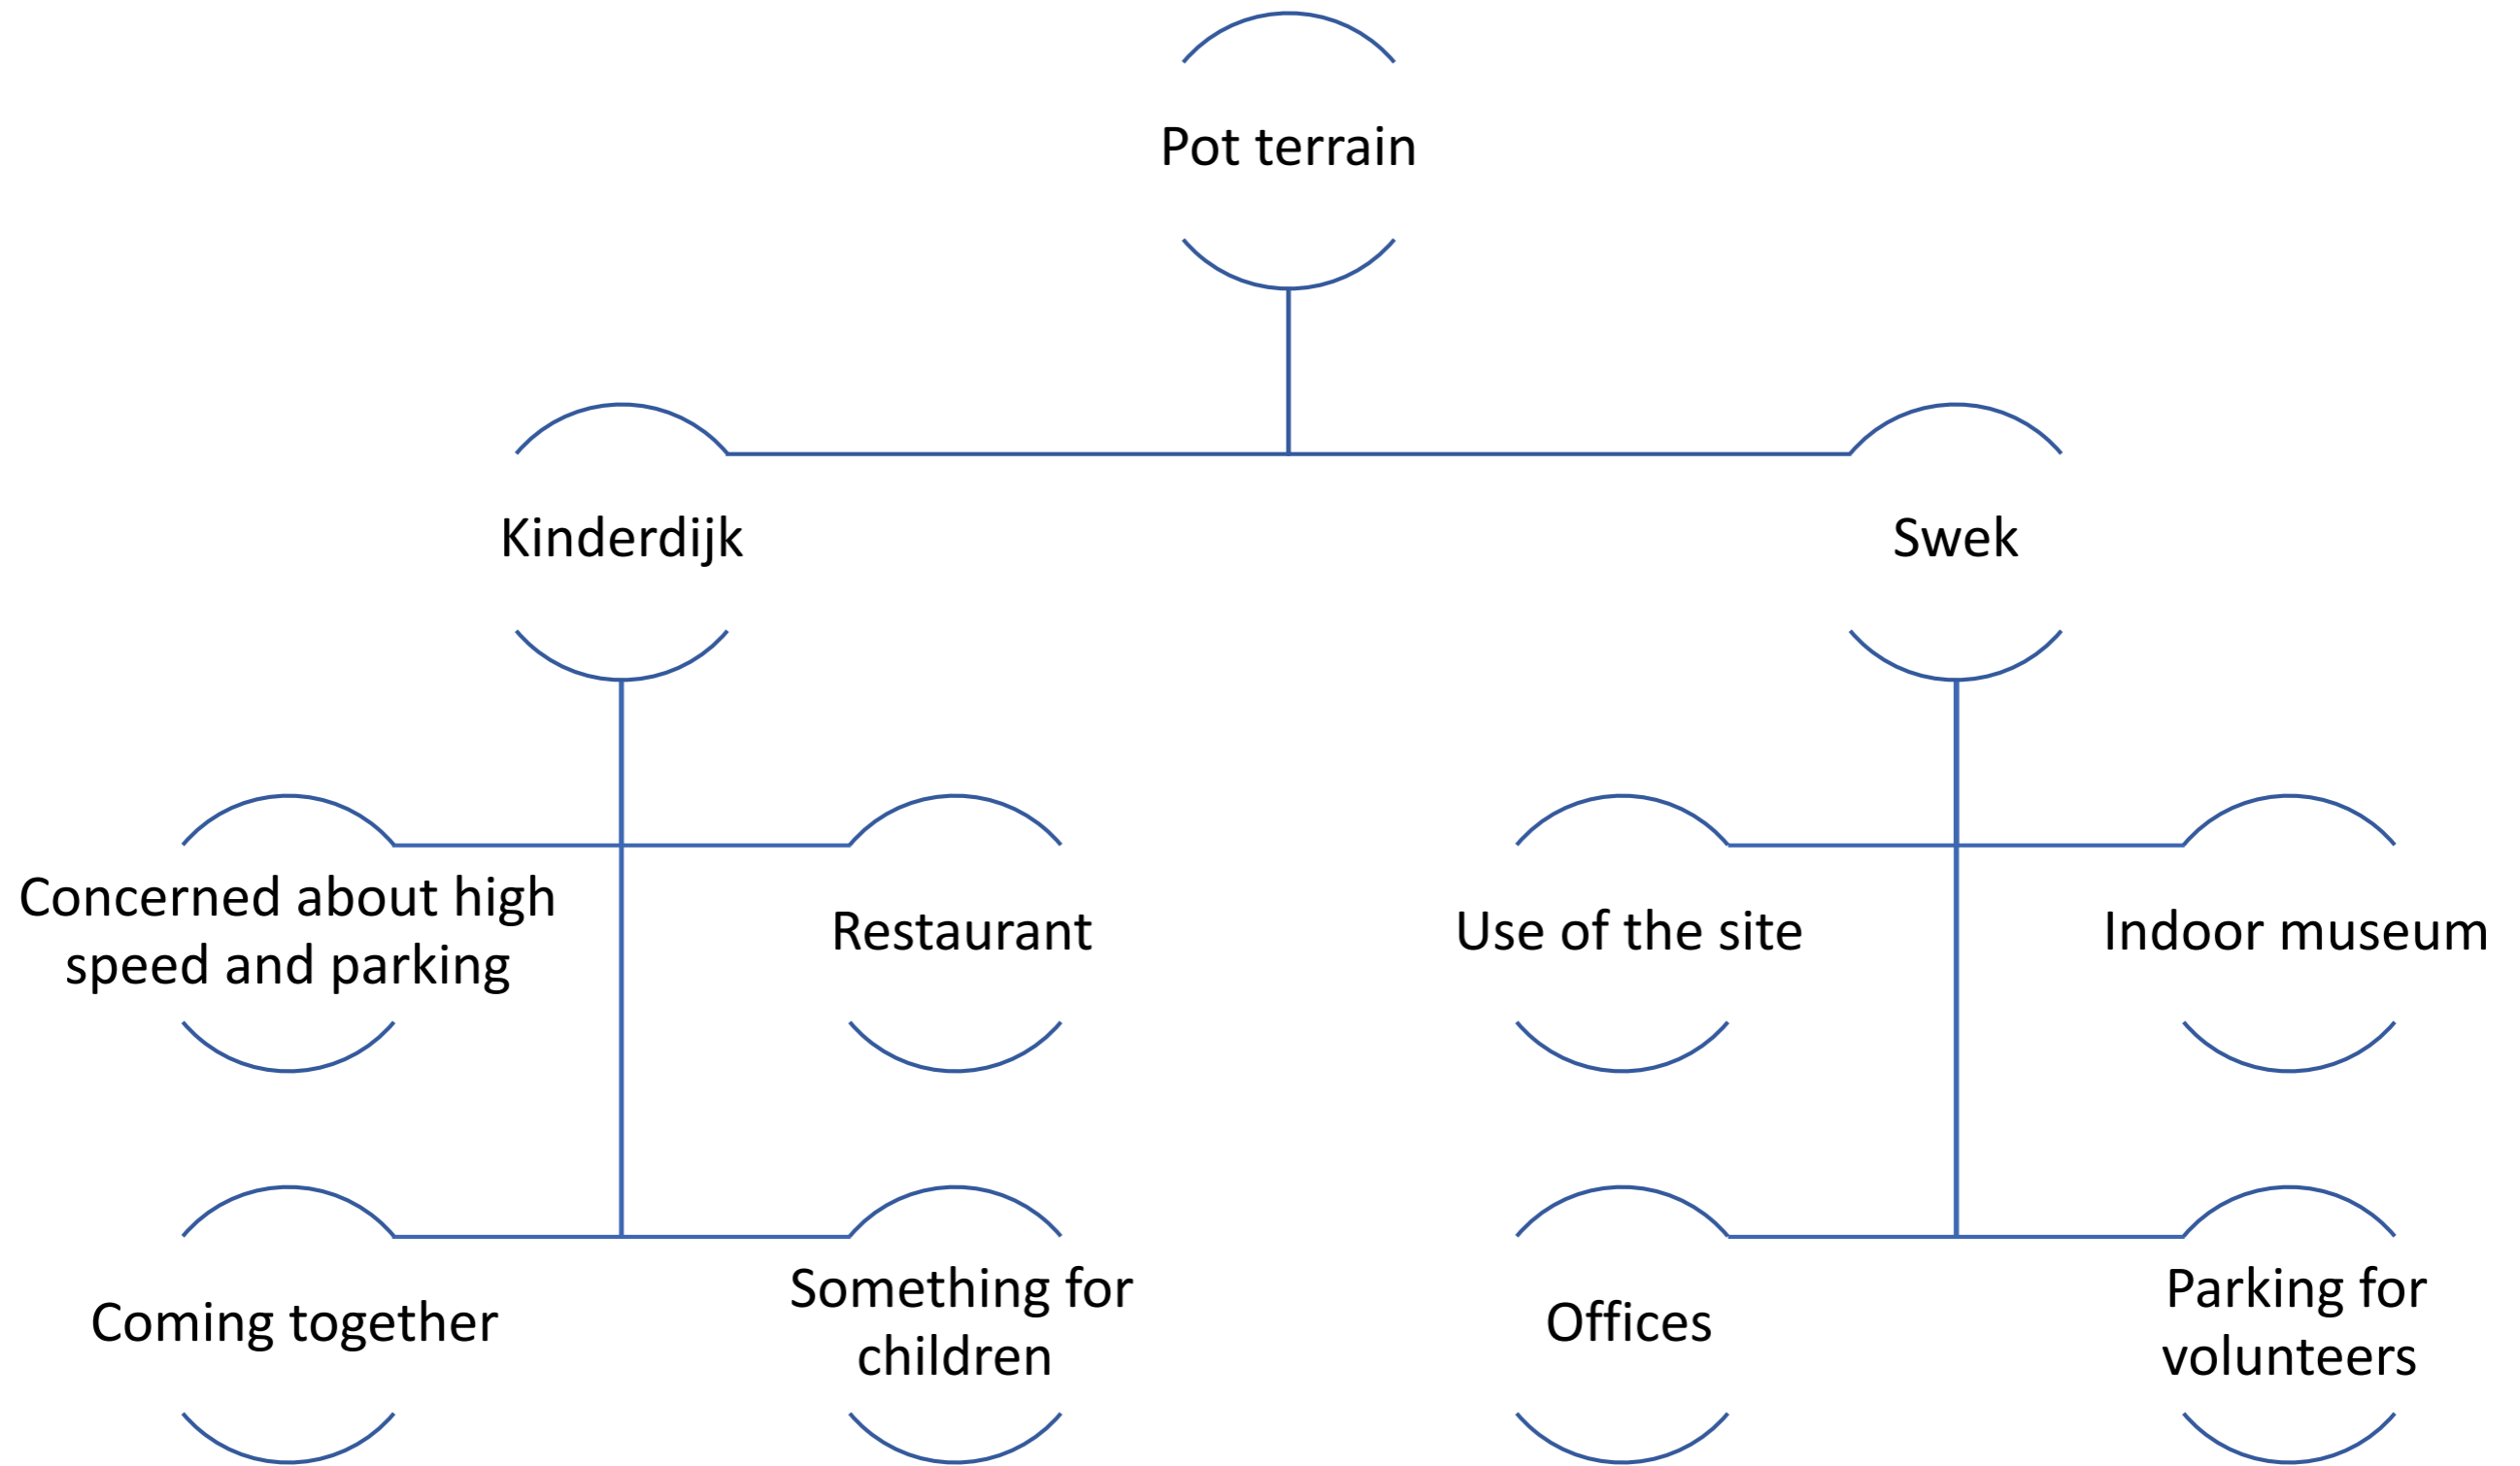 Pot terrain
Kinderdijk
Swek
Concerned about high
speed and parking
Restaurant
Use of the site
Indoor museum
Coming together
Something for
children
Offices
Parking for
volunteers